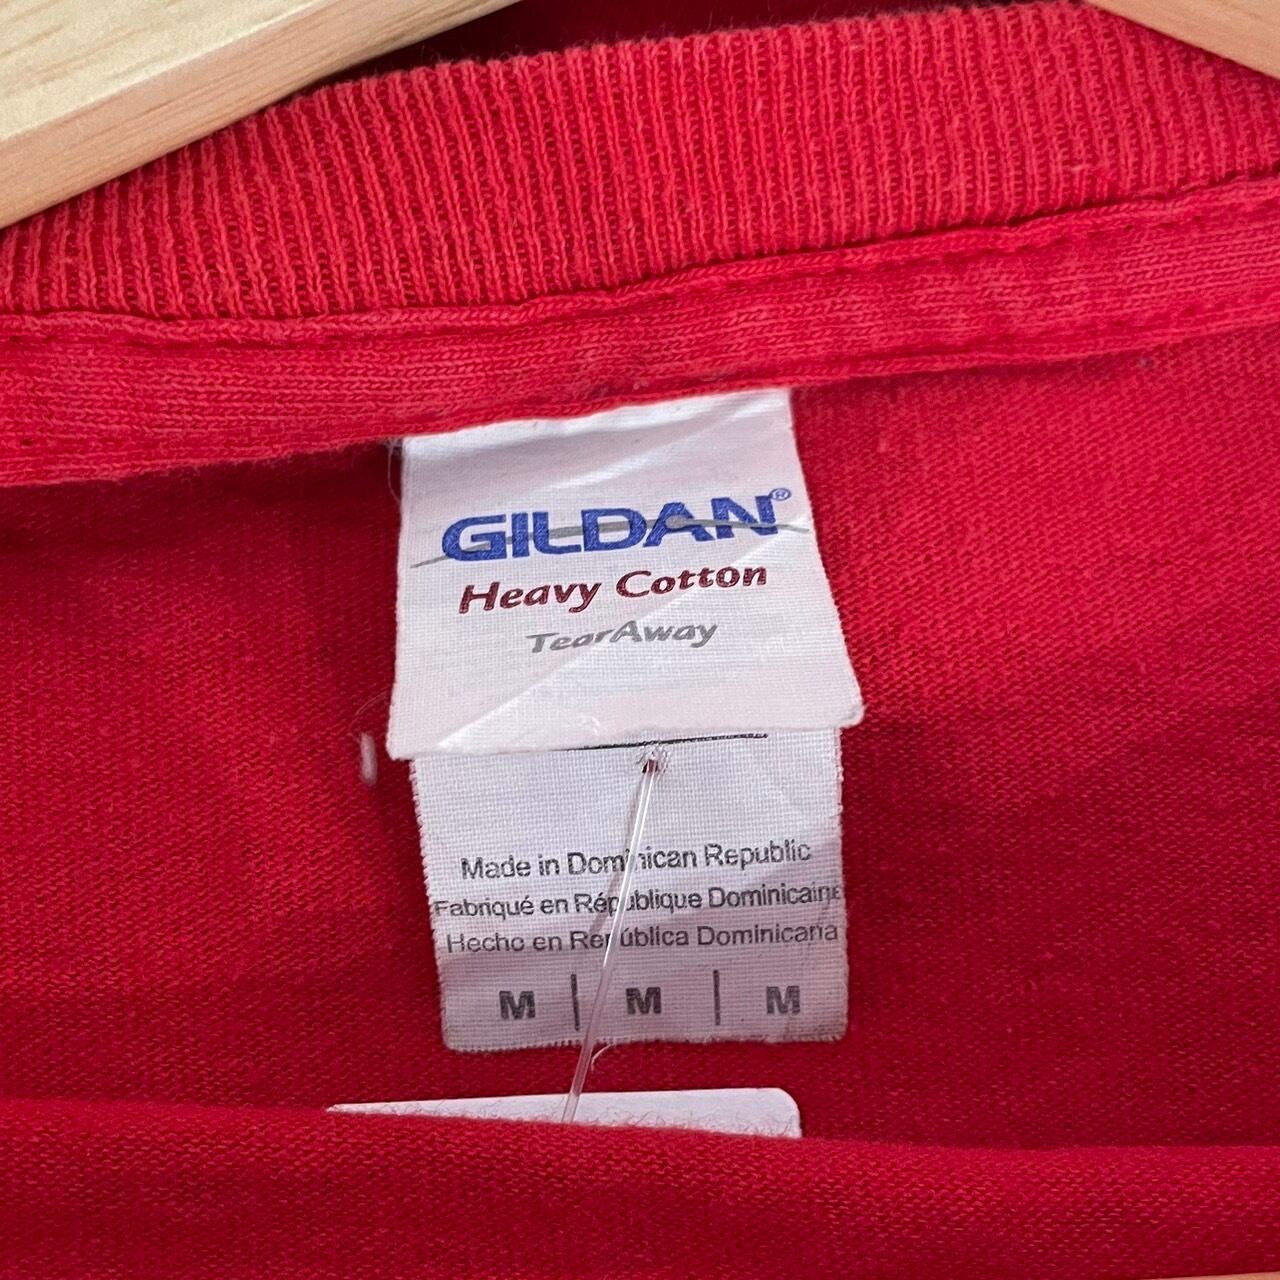 GILDAN®
Heavy Cotton
TearAway
Made in Dominican Republic
Fabriqué en République Dominicaine
Hecho en República Dominicana
M | M | M